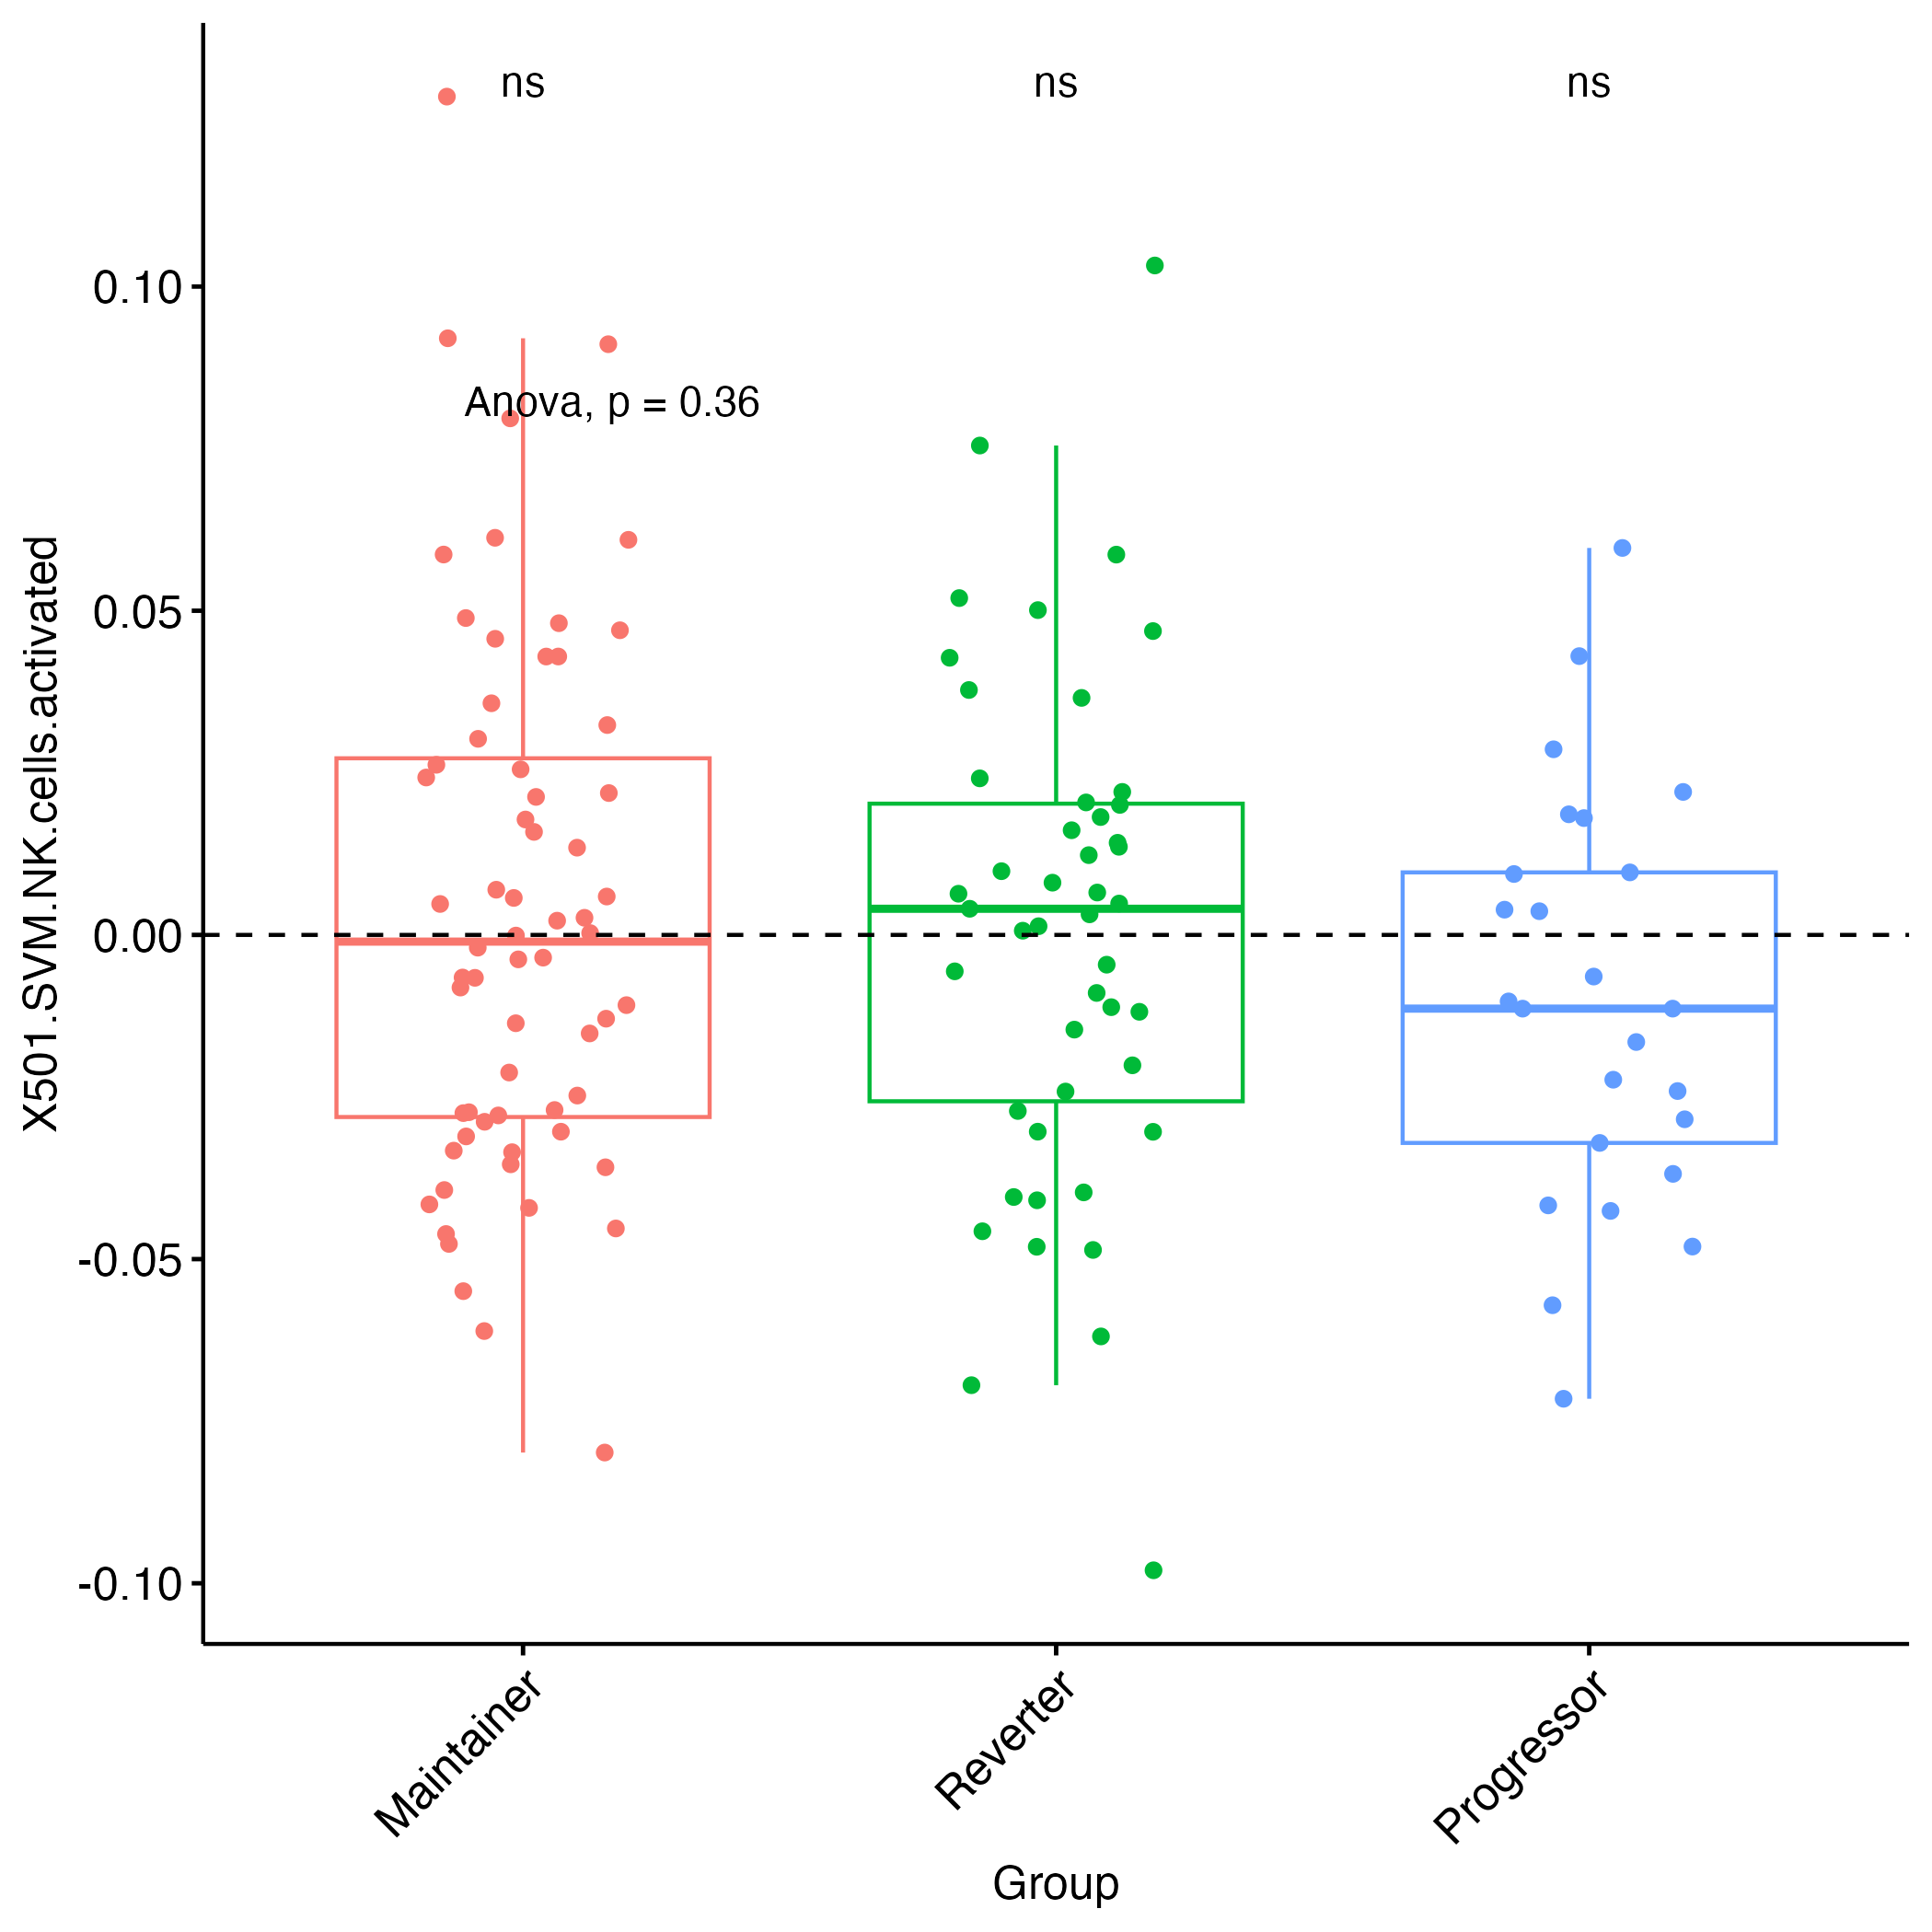 ns ns ns
Anova, p = 0.36
X501.SVM.NK.cells.activated
0.10
0.05
0.00
-0.05
-0.10
Maintainer
Reverter
Progressor
Group